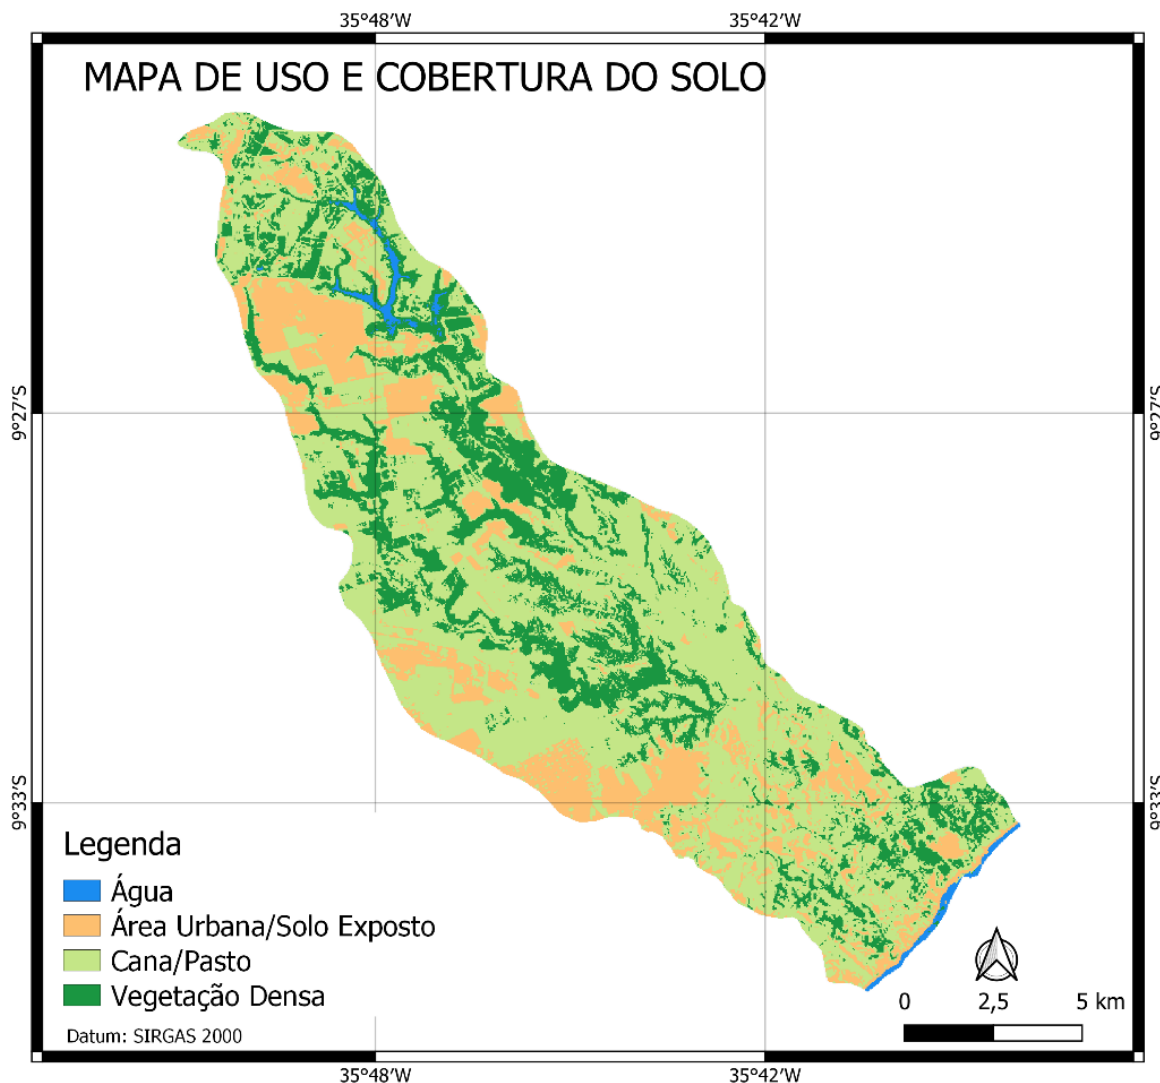 35°48′W 35°42′W
MAPA DE USO E COBERTURA DO SOLO
9°27′S 9°27′S
9°33′S 9°33′S
Legenda
Água
Área Urbana/Solo Exposto
Cana/Pasto
Vegetação Densa
Datum: SIRGAS 2000
0 2,5 5 km
35°48′W 35°42′W